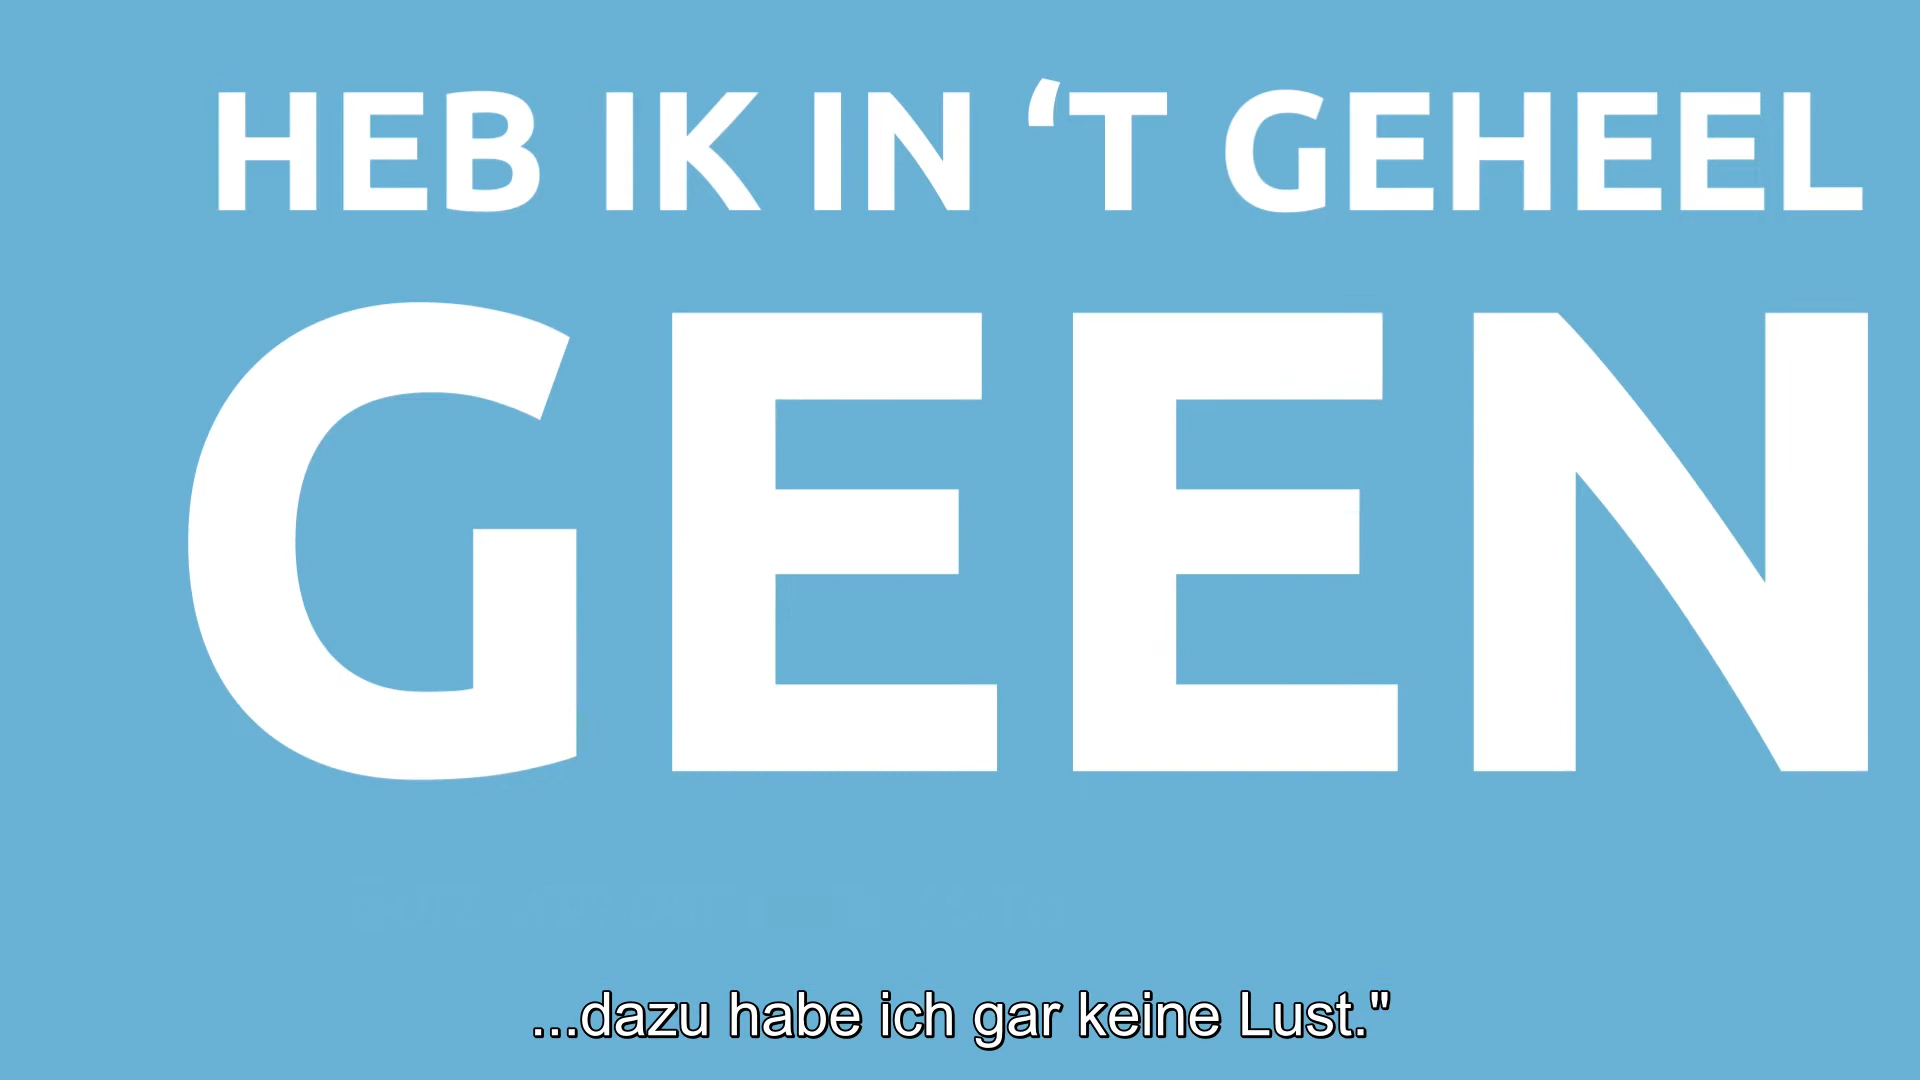 HEB IK IN ‘T GEHEEL
GEEN
...dazu habe ich gar keine Lust."